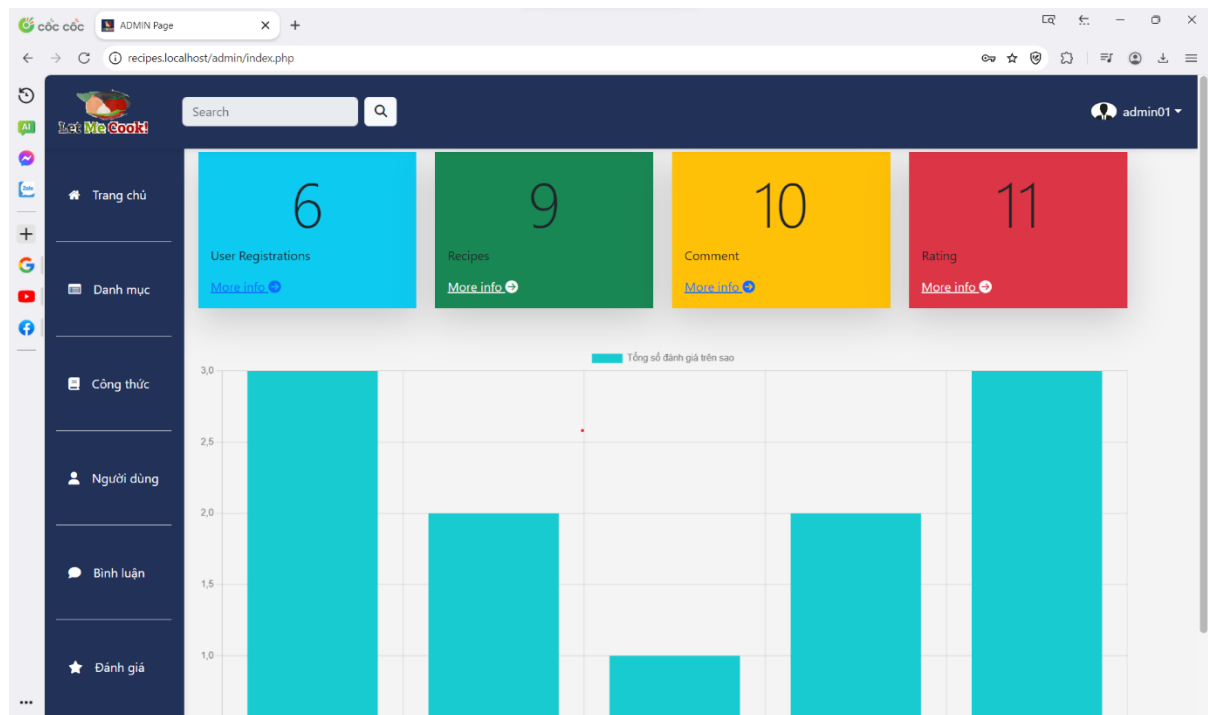 cốc cốc ADMIN Page
recipes.localhost/admin/index.php
Let Me Cook!
Search
admin01
AI
Zalo
Trang chủ
Danh mục
Công thức
Người dùng
Bình luận
Đánh giá
6
User Registrations
More info
9
Recipes
More info
10
Comment
More info
11
Rating
More info
Tổng số đánh giá trên sao
3,0
2,5
2,0
1,5
1,0